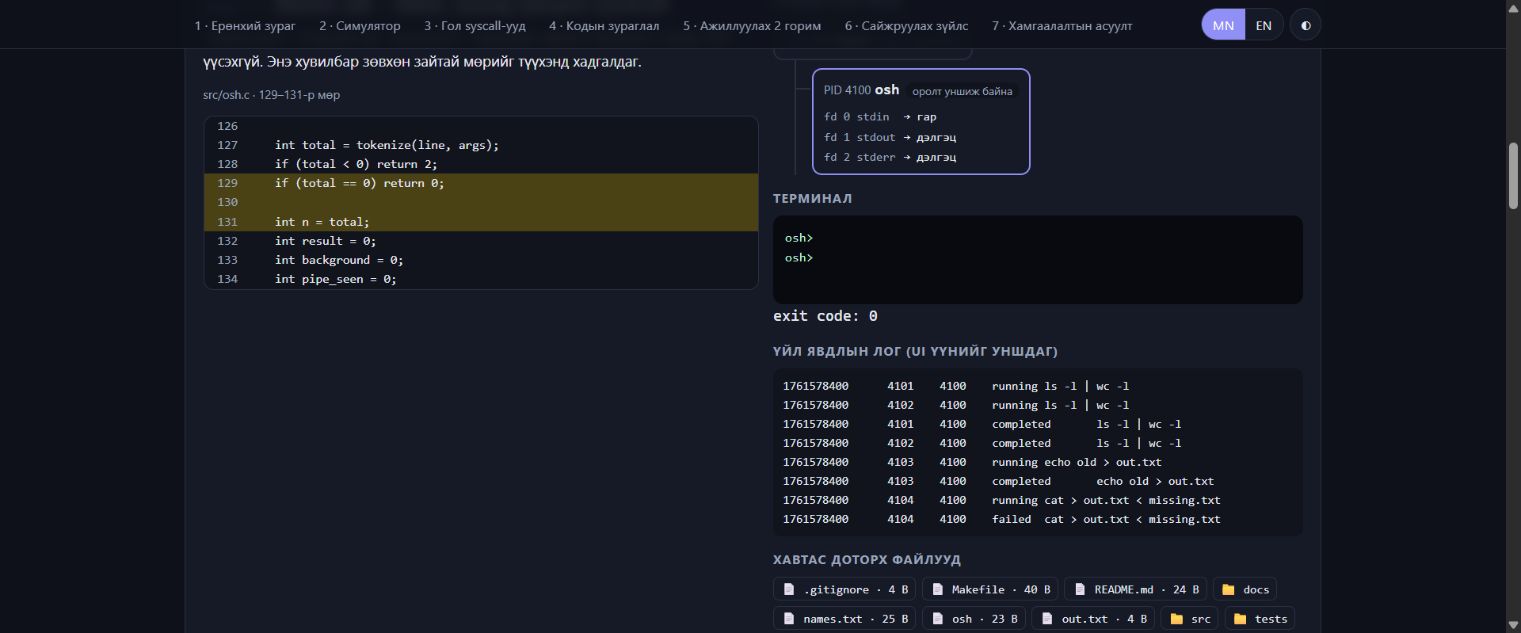 1 · Ерөнхий зураг 2 · Симулятор 3 · Гол syscall-ууд 4 · Кодын зураглал 5 · Ажиллуулах 2 горим 6 · Сайжруулах зүйлс 7 · Хамгаалалтын асуулт MN EN
үүсэхгүй. Энэ хувилбар зөвхөн зайтай мөрийг түүхэнд хадгалдаг.
src/osh.c · 129–131-р мөр
126
127 int total = tokenize(line, args);
128 if (total < 0) return 2;
129 if (total == 0) return 0;
130
131 int n = total;
132 int result = 0;
133 int background = 0;
134 int pipe_seen = 0;
PID 4100 osh оролт уншиж байна
fd 0 stdin → гар
fd 1 stdout → дэлгэц
fd 2 stderr → дэлгэц
ТЕРМИНАЛ
osh>
osh>
exit code: 0
ҮЙЛ ЯВДЛЫН ЛОГ (UI ҮҮНИЙГ УНШДАГ)
1761578400 4101 4100 running ls -l | wc -l
1761578400 4102 4100 running ls -l | wc -l
1761578400 4101 4100 completed ls -l | wc -l
1761578400 4102 4100 completed ls -l | wc -l
1761578400 4103 4100 running echo old > out.txt
1761578400 4103 4100 completed echo old > out.txt
1761578400 4104 4100 running cat > out.txt < missing.txt
1761578400 4104 4100 failed cat > out.txt < missing.txt
ХАВТАС ДОТОРХ ФАЙЛУУД
.gitignore · 4 B Makefile · 40 B README.md · 24 B docs
names.txt · 25 B osh · 23 B out.txt · 4 B src tests